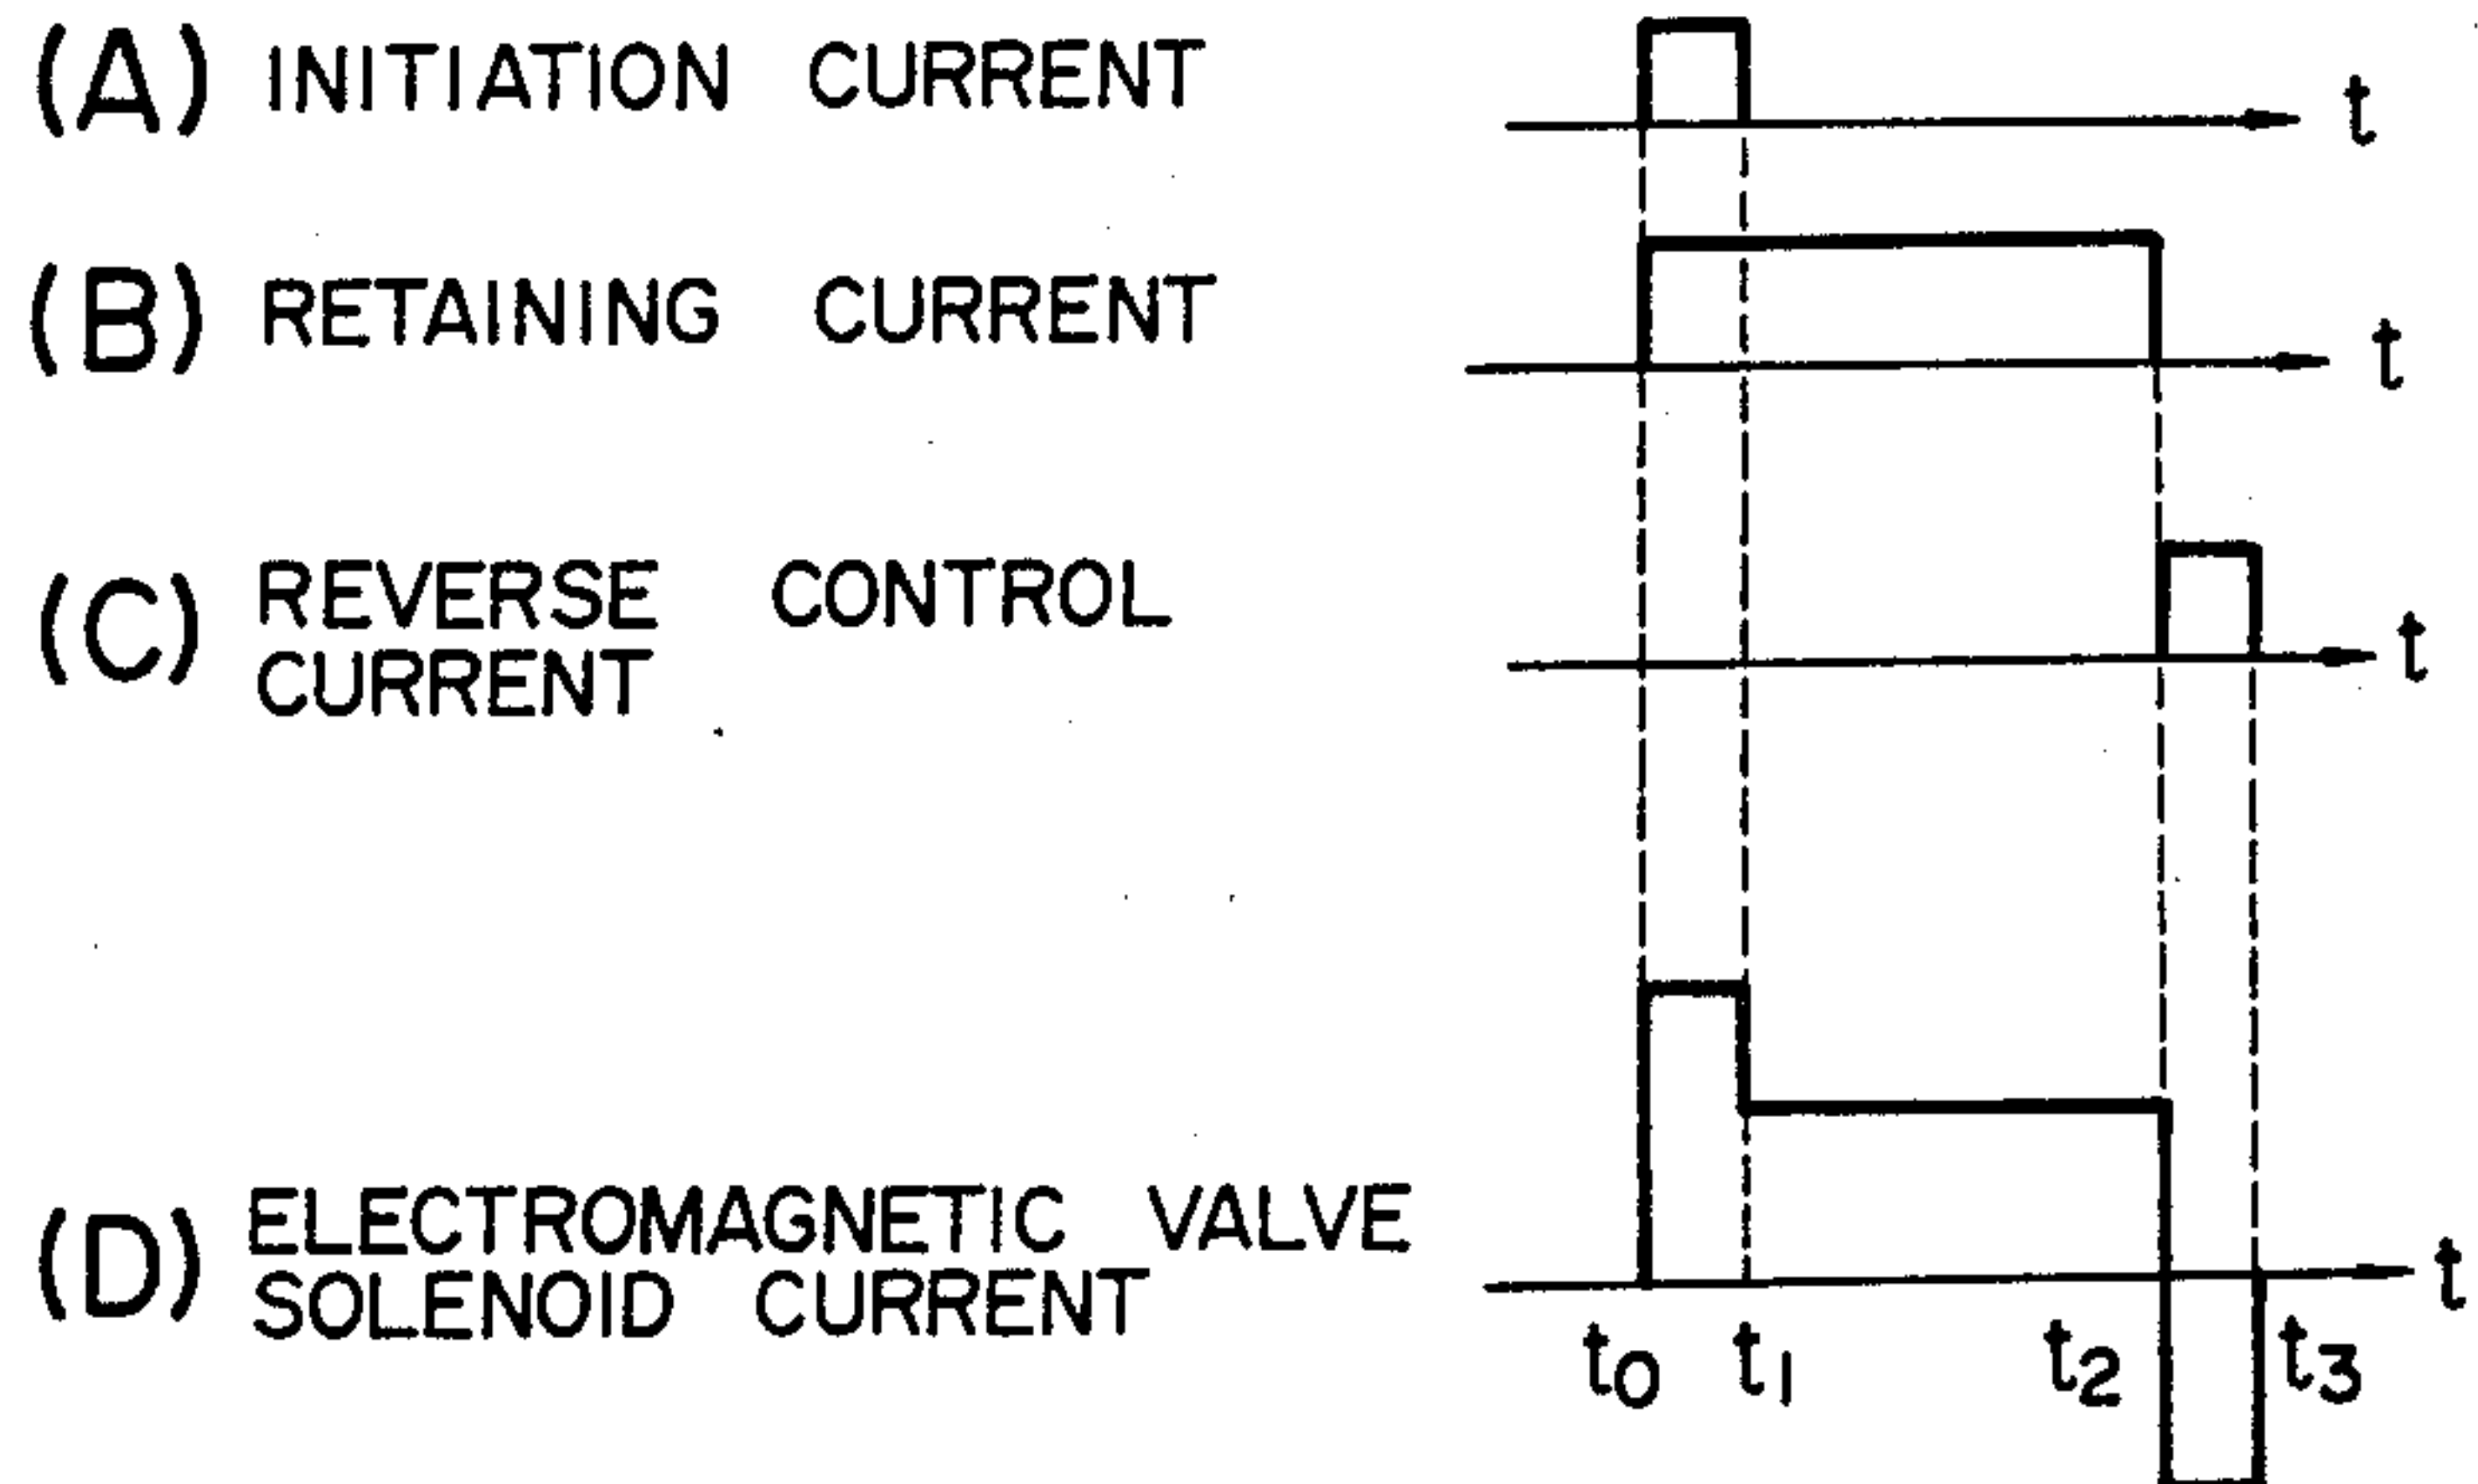 (A) INITIATION CURRENT
t
(B) RETAINING CURRENT
t
(C) REVERSE CONTROL
CURRENT
t
(D) ELECTROMAGNETIC VALVE
SOLENOID CURRENT
t
t0 t1 t2 t3